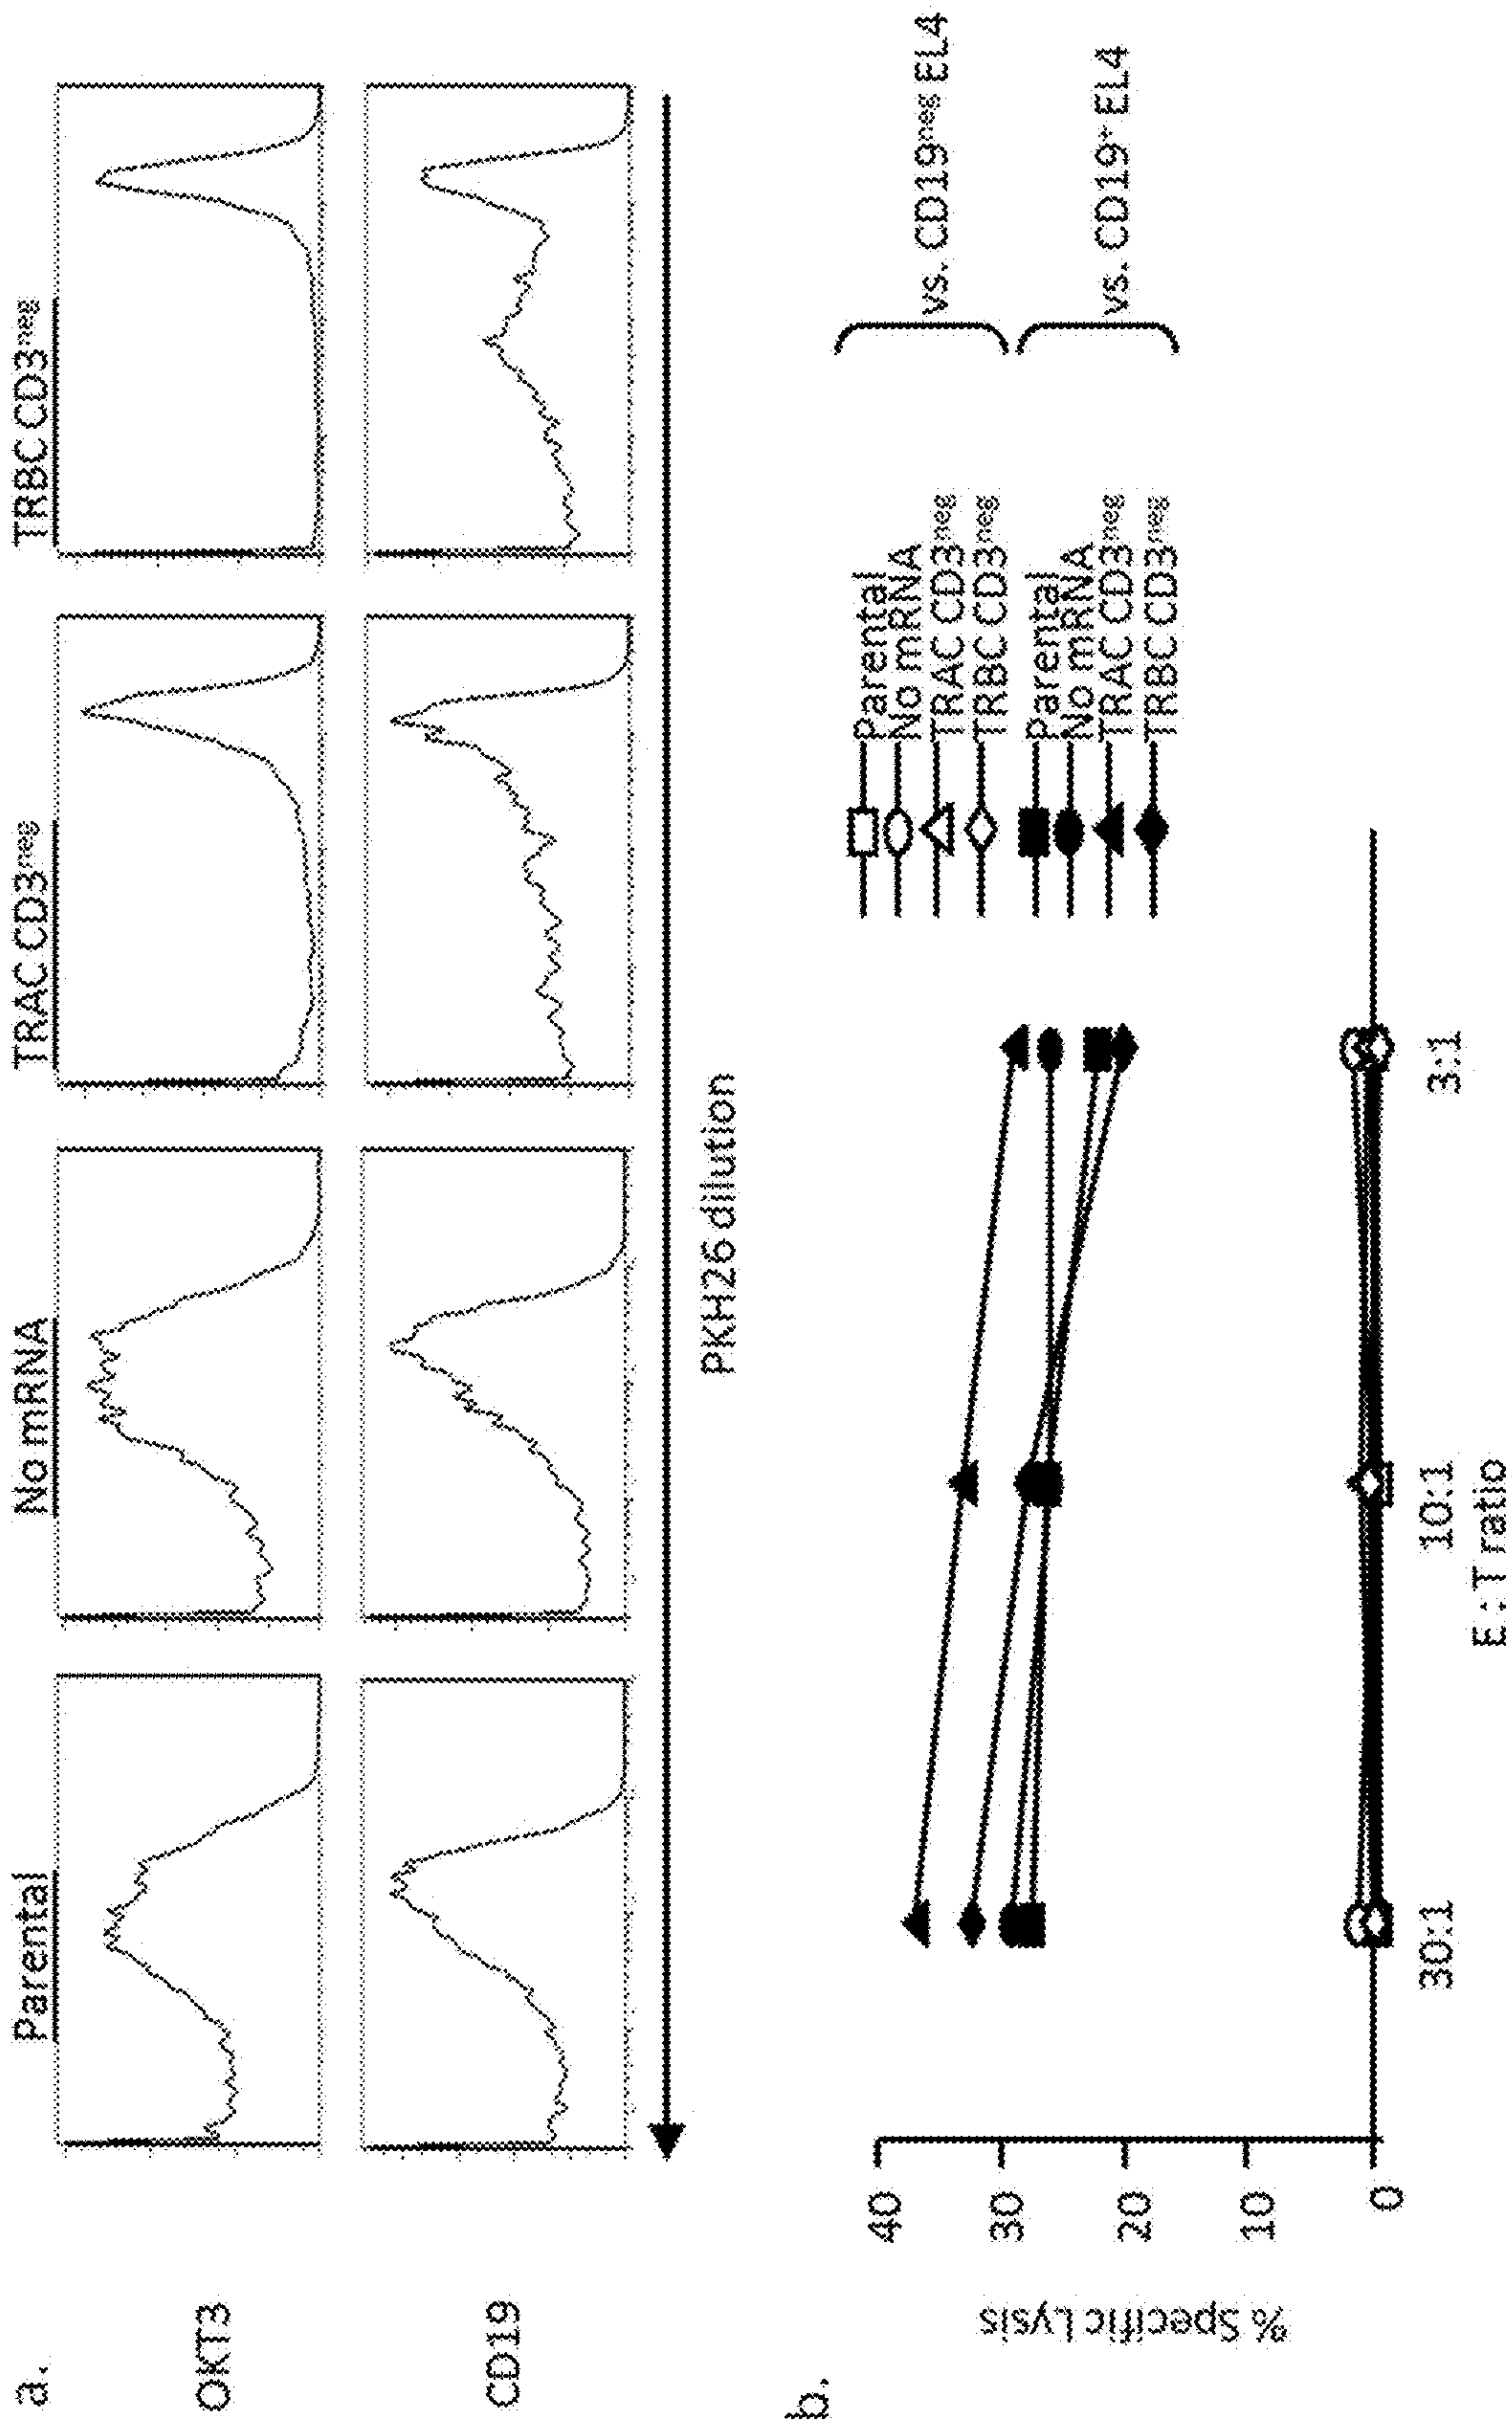 a.
Parental
No mRNA
TRAC CD3neg
TRBC CD3neg
OKT3
CD19
PKH26 dilution
b.
% Specific Lysis
40
30
20
10
0
30:1
10:1
3:1
E : T ratio
Parental
No mRNA
TRAC CD3neg
TRBC CD3neg
vs. CD19neg EL4
Parental
No mRNA
TRAC CD3neg
TRBC CD3neg
vs. CD19+ EL4